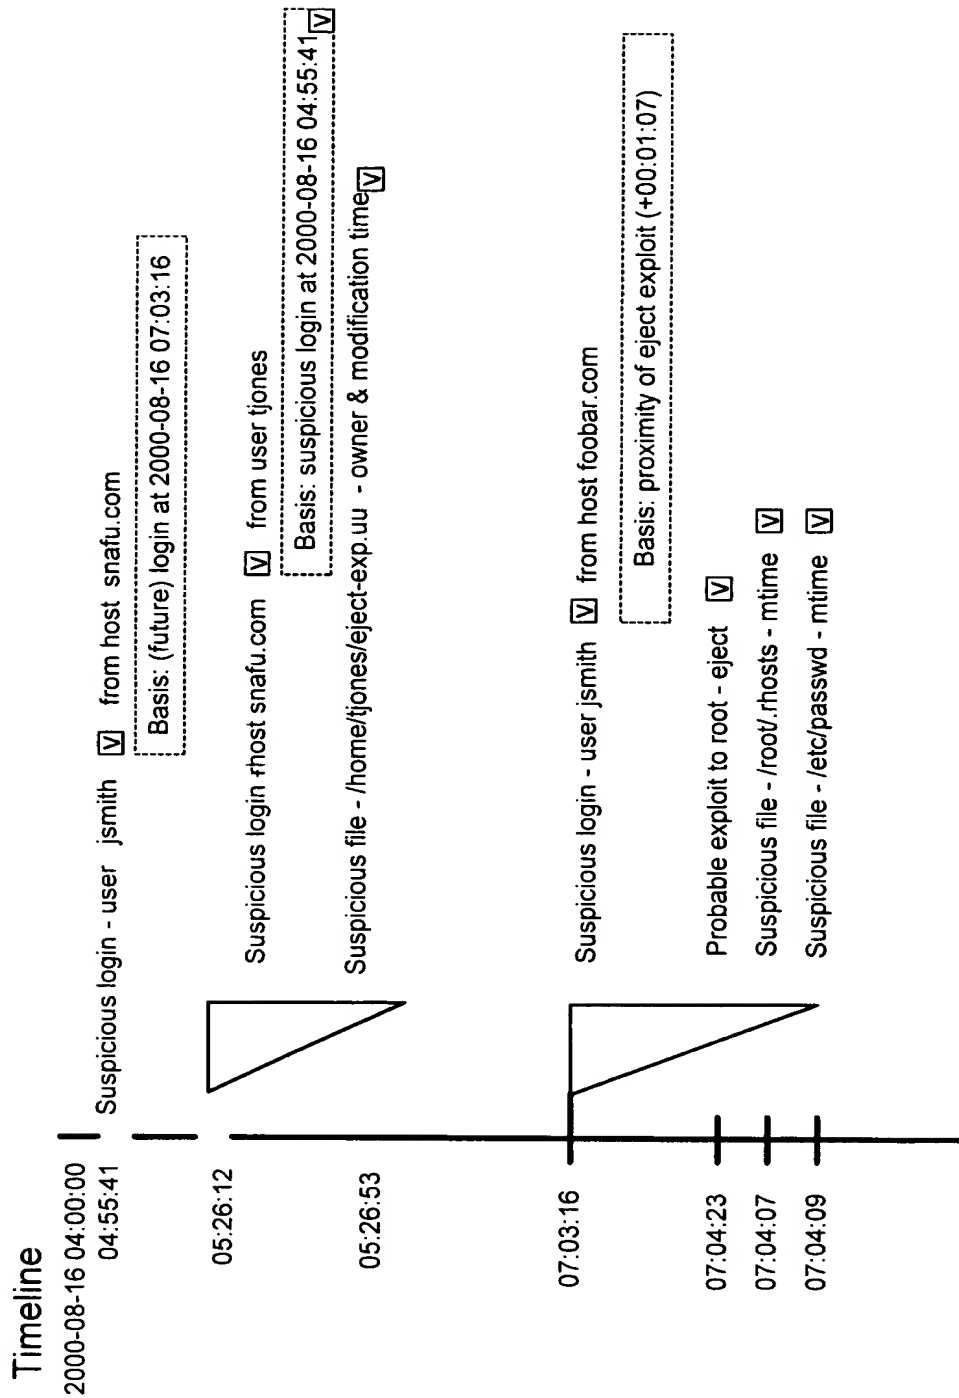 Timeline
2000-08-16 04:00:00
04:55:41 Suspicious login - user jsmith V from host snafu.com
Basis: (future) login at 2000-08-16 07:03:16
05:26:12 Suspicious login rhost snafu.com V from user tjones
Basis: suspicious login at 2000-08-16 04:55:41 V
05:26:53 Suspicious file - /home/tjones/eject-exp.uu - owner & modification time V
07:03:16 Suspicious login - user jsmith V from host foobar.com
Basis: proximity of eject exploit (+00:01:07)
07:04:23 Probable exploit to root - eject V
07:04:07 Suspicious file - /root/.rhosts - mtime V
07:04:09 Suspicious file - /etc/passwd - mtime V